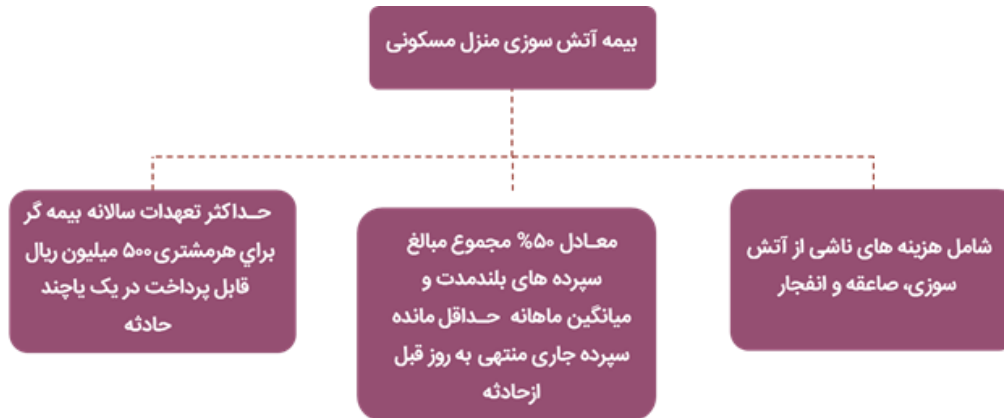 بیمه آتش سوزی منزل مسکونی
شامل هزینه های ناشی از آتش
سوزی، صاعقه و انفجار
معـادل ۵۰% مجموع مبالغ
سپرده های بلندمدت و
میانگین ماهانه حـداقل مانده
سپرده جاری منتهی به روز قبل
ازحادثه
حـداکثر تعهدات سالانه بیمه گر
براي هرمشتری ۵۰۰ میلیون ریال
قابل پرداخت در یک یاچند
حادثه